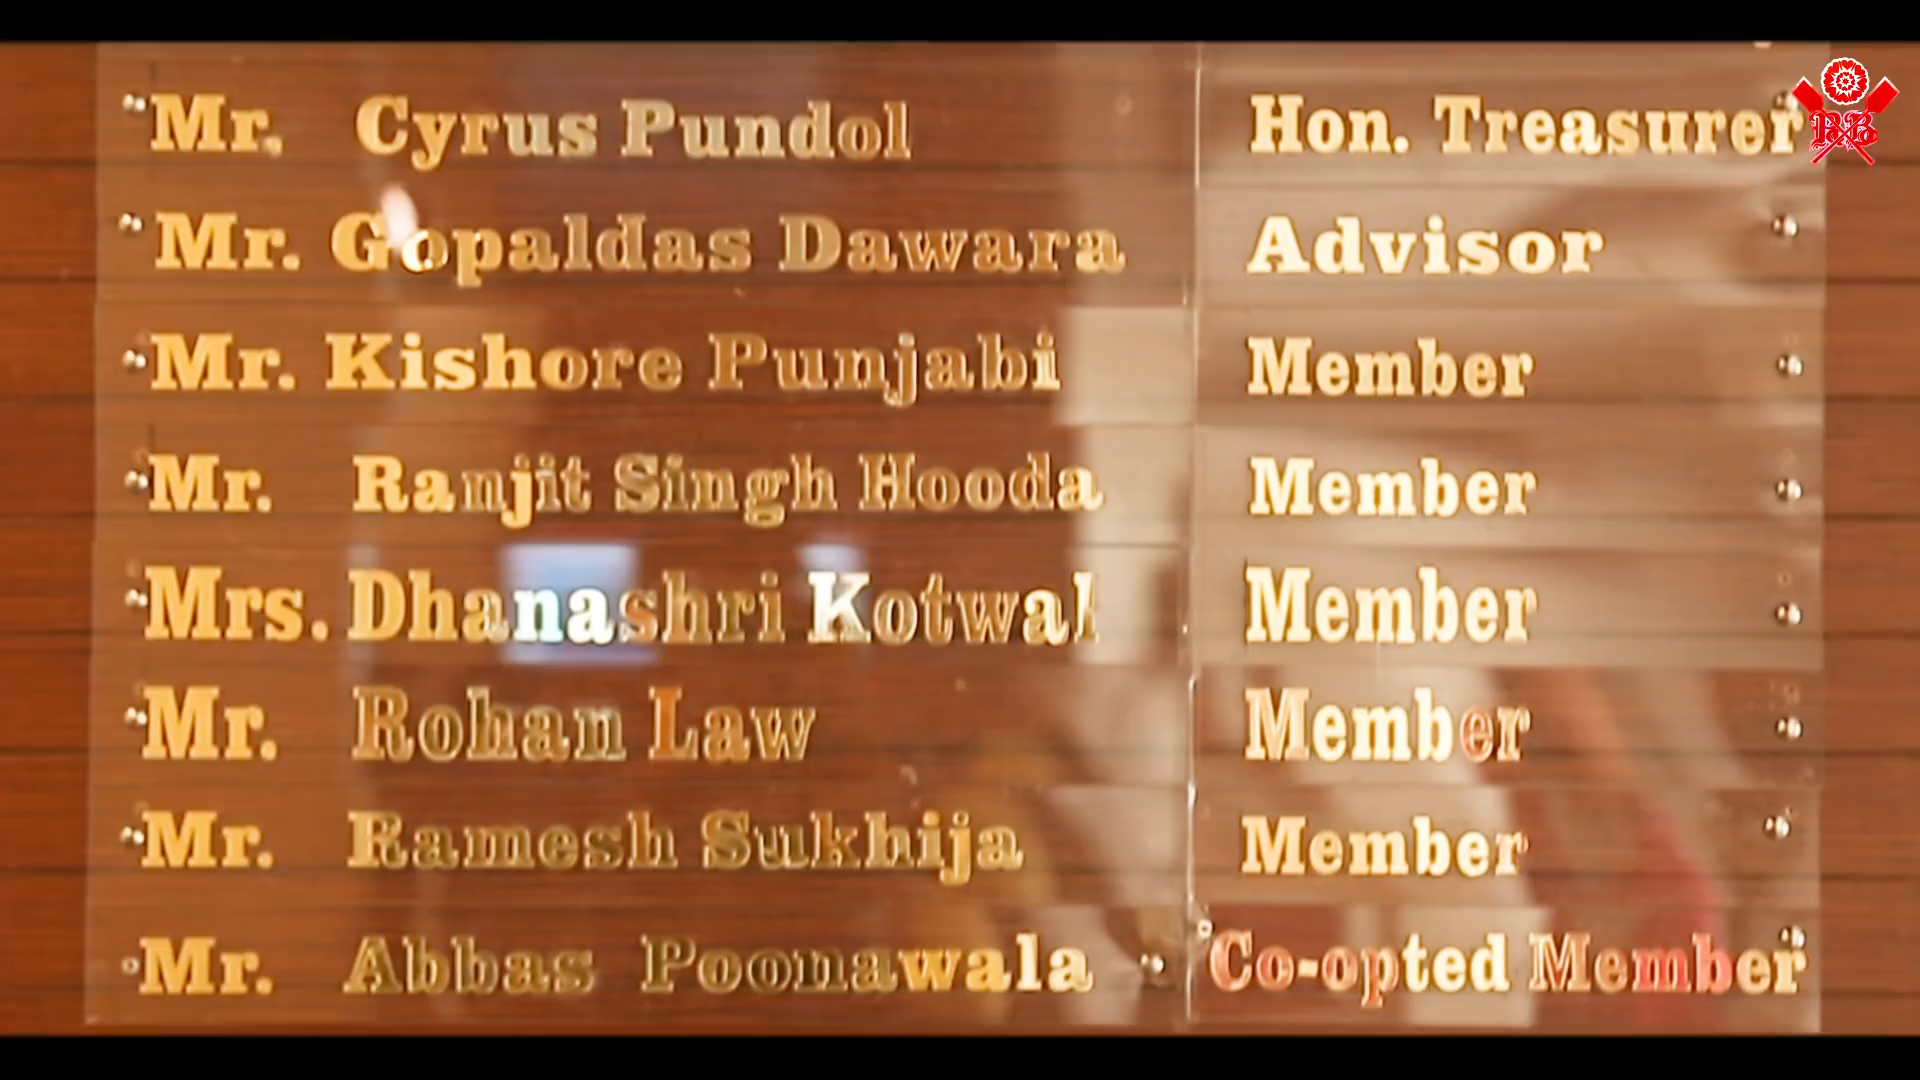 Mr. Cyrus Pundol Hon. Treasurer
Mr. Gopaldas Dawara Advisor
Mr. Kishore Punjabi Member
Mr. Ranjit Singh Hooda Member
Mrs. Dhanashri Kotwal Member
Mr. Rohan Law Member
Mr. Ramesh Sukhija Member
Mr. Abbas Poonawala Co-opted Member